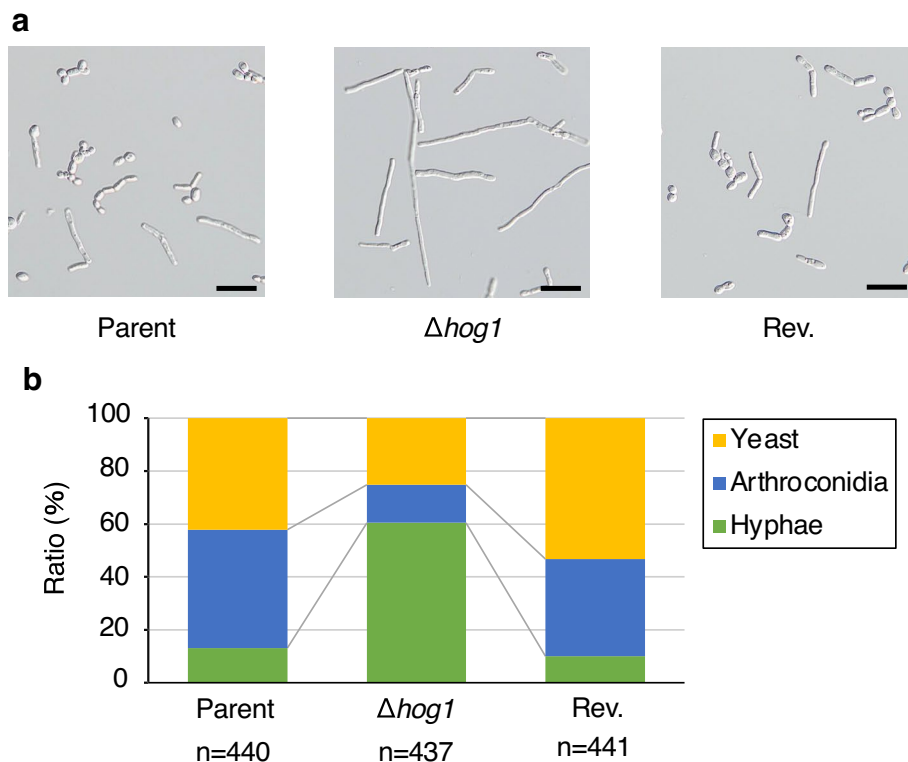 a
Parent
Δhog1
Rev.
b
Ratio (%)
100
80
60
40
20
0
Yeast
Arthroconidia
Hyphae
Parent
Δhog1
Rev.
n=440
n=437
n=441